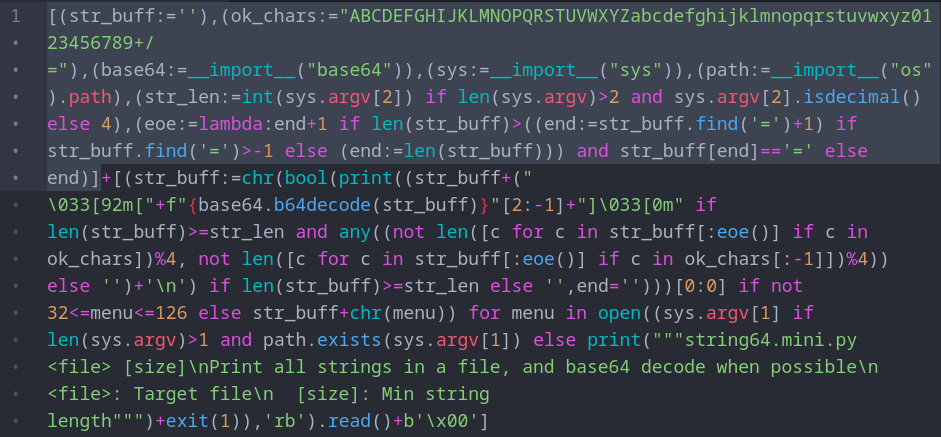 1 [(str_buff:=''),(ok_chars:="ABCDEFGHIJKLMNOPQRSTUVWXYZabcdefghijklmnopqrstuvwxyz01
• 23456789+/
• ="),(base64:=__import__("base64")),(sys:=__import__("sys")),(path:=__import__("os"
• ).path),(str_len:=int(sys.argv[2]) if len(sys.argv)>2 and sys.argv[2].isdecimal()
• else 4),(eoe:=lambda:end+1 if len(str_buff)>((end:=str_buff.find('=')+1) if
• str_buff.find('=')>-1 else (end:=len(str_buff))) and str_buff[end]=='=' else
• end)]+[(str_buff:=chr(bool(print((str_buff+("
• \033[92m["+f"{base64.b64decode(str_buff)}"[2:-1]+"]\033[0m" if
• len(str_buff)>=str_len and any((not len([c for c in str_buff[:eoe()] if c in
• ok_chars])%4, not len([c for c in str_buff[:eoe()] if c in ok_chars[:-1]])%4))
• else '')+'\n') if len(str_buff)>=str_len else '',end='')))[0:0] if not
• 32<=menu<=126 else str_buff+chr(menu)) for menu in open((sys.argv[1] if
• len(sys.argv)>1 and path.exists(sys.argv[1]) else print("""string64.mini.py
• <file> [size]\nPrint all strings in a file, and base64 decode when possible\n
• <file>: Target file\n  [size]: Min string
• length""")+exit(1)),'rb').read()+b'\x00']